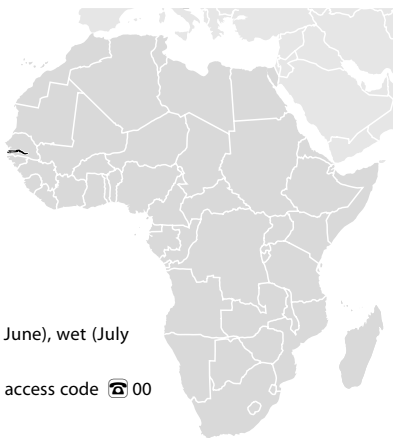 June), wet (July
access code ☎ 00